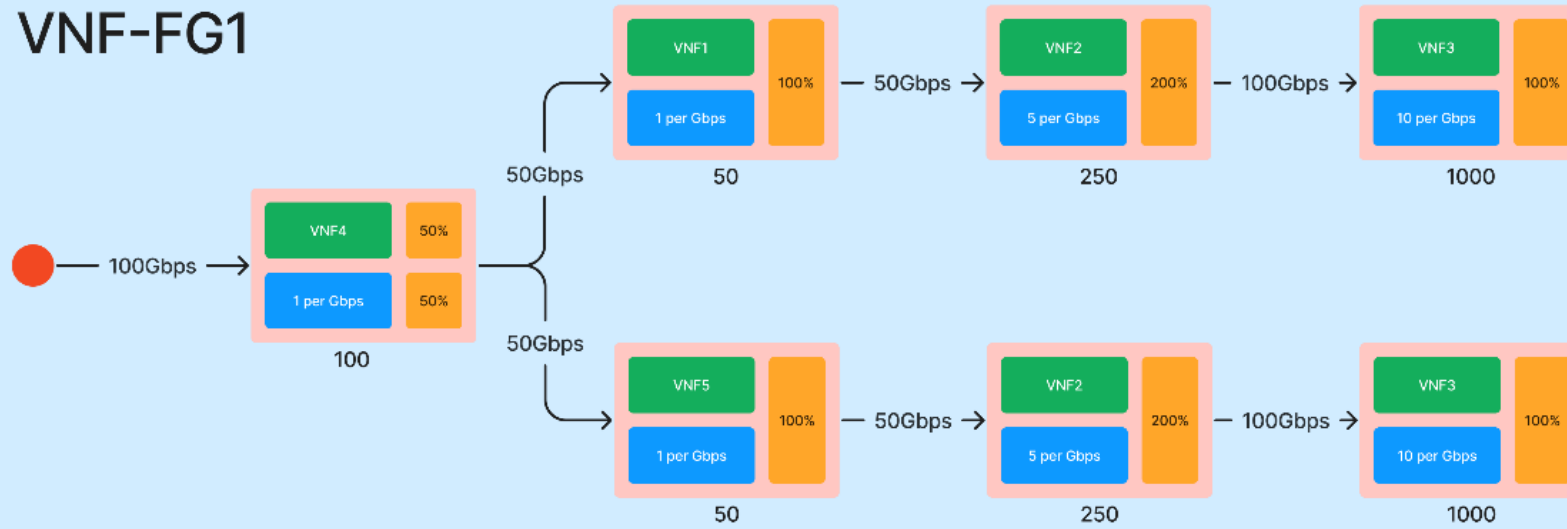 VNF-FG1
100Gbps
VNF4
1 per Gbps
50%
50%
100
50Gbps
VNF1
1 per Gbps
100%
50
50Gbps
VNF2
5 per Gbps
200%
250
100Gbps
VNF3
10 per Gbps
100%
1000
50Gbps
VNF5
1 per Gbps
100%
50
50Gbps
VNF2
5 per Gbps
200%
250
100Gbps
VNF3
10 per Gbps
100%
1000